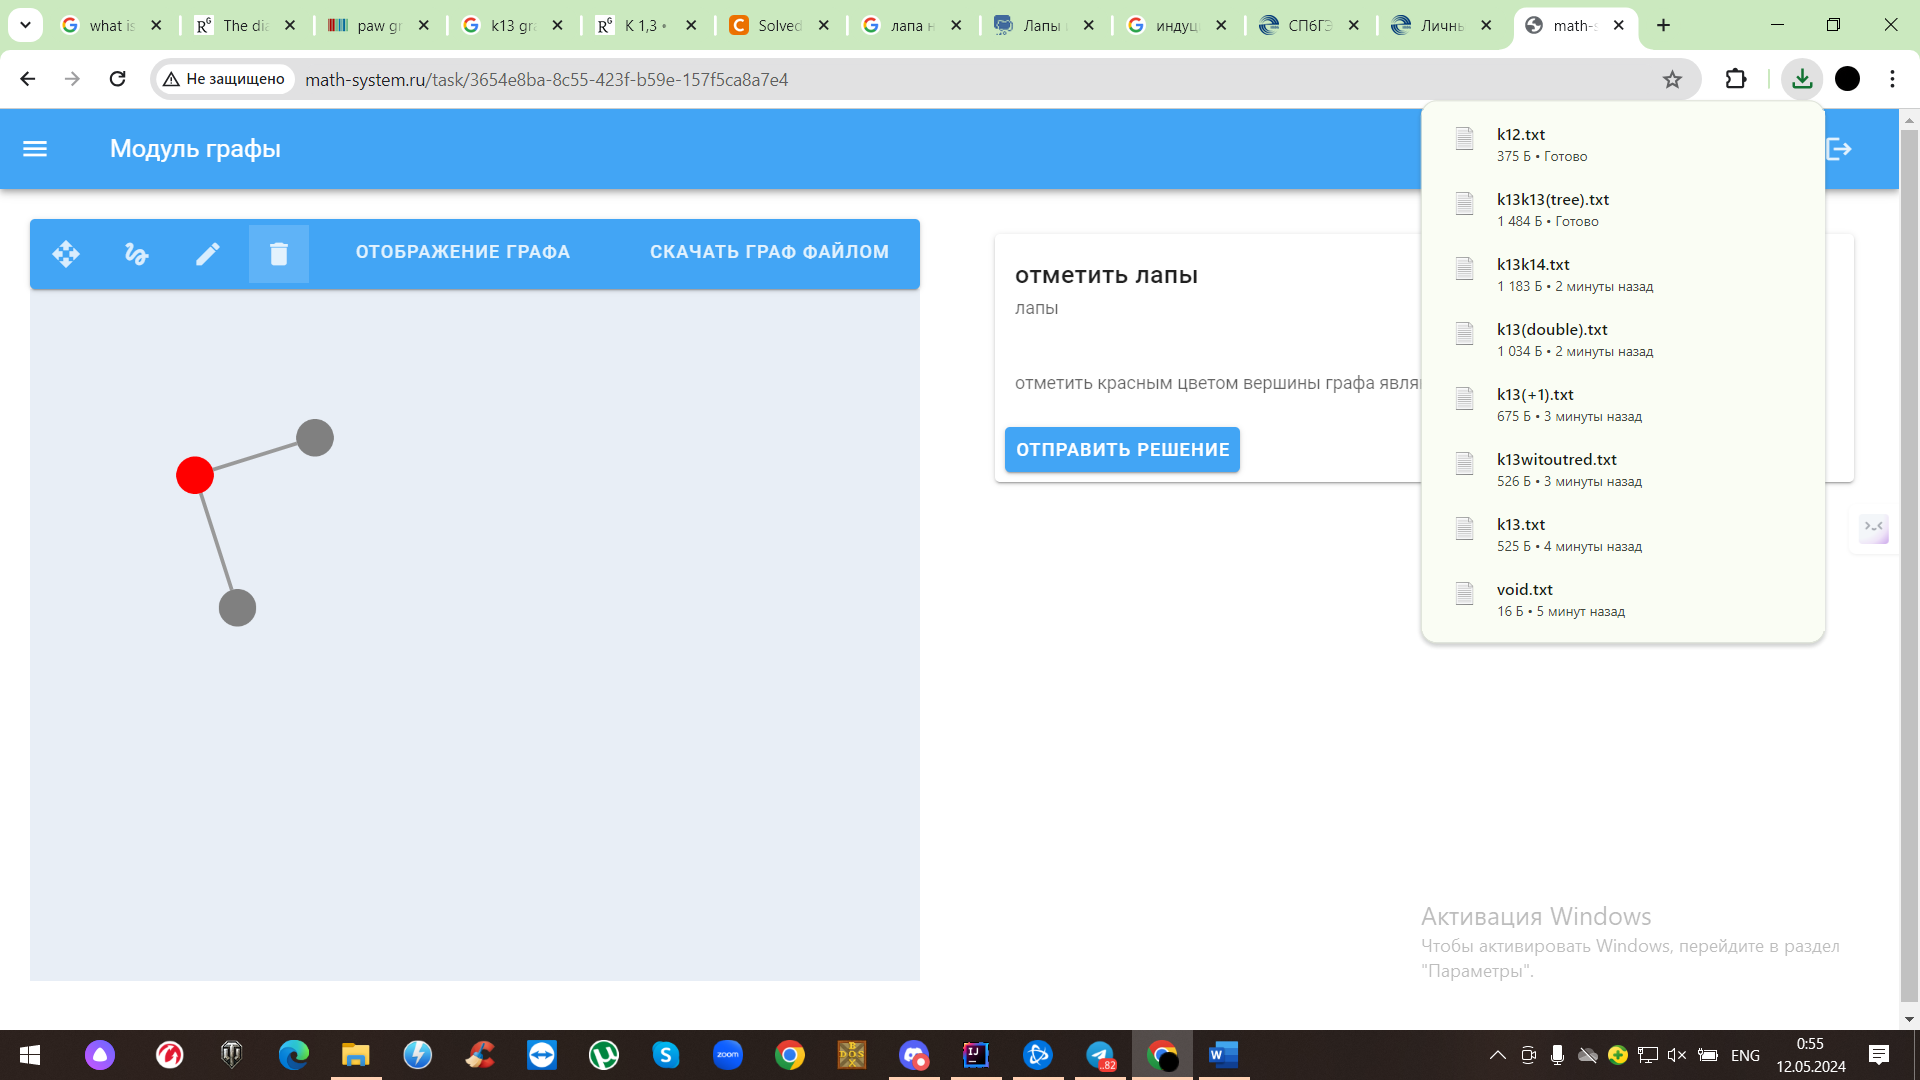 what is
The dia
paw gr
k13 gra
K 1,3 •
Solved
лапа н
Лапы и
индуц
СПбГЭ
Личнь
math-s
Не защищено
math-system.ru/task/3654e8ba-8c55-423f-b59e-157f5ca8a7e4
Модуль графы
ОТОБРАЖЕНИЕ ГРАФА
СКАЧАТЬ ГРАФ ФАЙЛОМ
отметить лапы
лапы
отметить красным цветом вершины графа явля
ОТПРАВИТЬ РЕШЕНИЕ
k12.txt
375 Б • Готово
k13k13(tree).txt
1 484 Б • Готово
k13k14.txt
1 183 Б • 2 минуты назад
k13(double).txt
1 034 Б • 2 минуты назад
k13(+1).txt
675 Б • 3 минуты назад
k13witoutred.txt
526 Б • 3 минуты назад
k13.txt
525 Б • 4 минуты назад
void.txt
16 Б • 5 минут назад
Активация Windows
Чтобы активировать Windows, перейдите в раздел
"Параметры".
zoom
82
ENG
0:55
12.05.2024